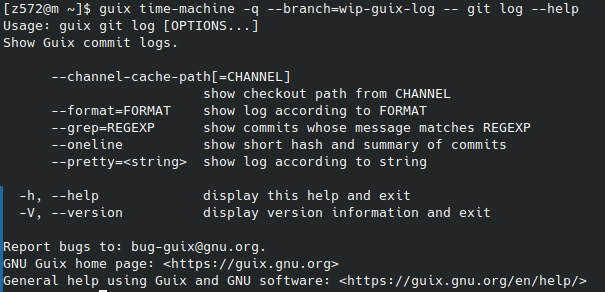 [z572@m ~]$ guix time-machine -q --branch=wip-guix-log -- git log --help
Usage: guix git log [OPTIONS...]
Show Guix commit logs.
--channel-cache-path[=CHANNEL]
show checkout path from CHANNEL
--format=FORMAT show log according to FORMAT
--grep=REGEXP show commits whose message matches REGEXP
--oneline show short hash and summary of commits
--pretty=<string> show log according to string
-h, --help display this help and exit
-V, --version display version information and exit
Report bugs to: bug-guix@gnu.org.
GNU Guix home page: <https://guix.gnu.org>
General help using Guix and GNU software: <https://guix.gnu.org/en/help/>